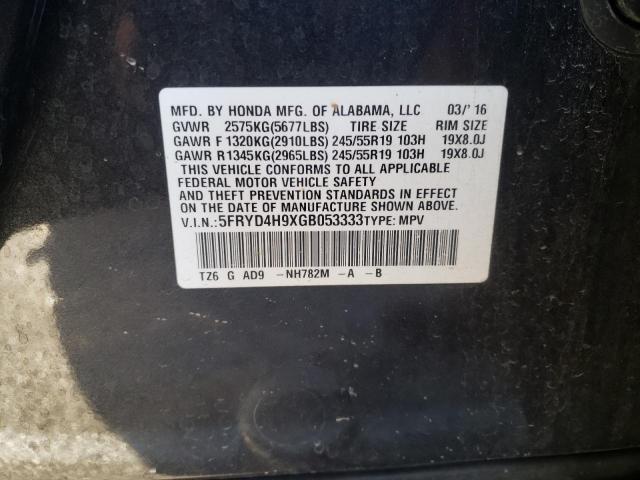 MFD. BY HONDA MFG. OF ALABAMA, LLC 03/'16
GVWR 2575KG(5677LBS) TIRE SIZE RIM SIZE
GAWR F 1320KG(2910LBS) 245/55R19 103H 19X8.0J
GAWR R 1345KG(2965LBS) 245/55R19 103H 19X8.0J
THIS VEHICLE CONFORMS TO ALL APPLICABLE
FEDERAL MOTOR VEHICLE SAFETY
AND THEFT PREVENTION STANDARDS IN EFFECT
ON THE DATE OF MANUFACTURE SHOWN ABOVE.
V.I.N.:5FRYD4H9XGB053333TYPE: MPV
TZ6 G AD9 -NH782M -A -B